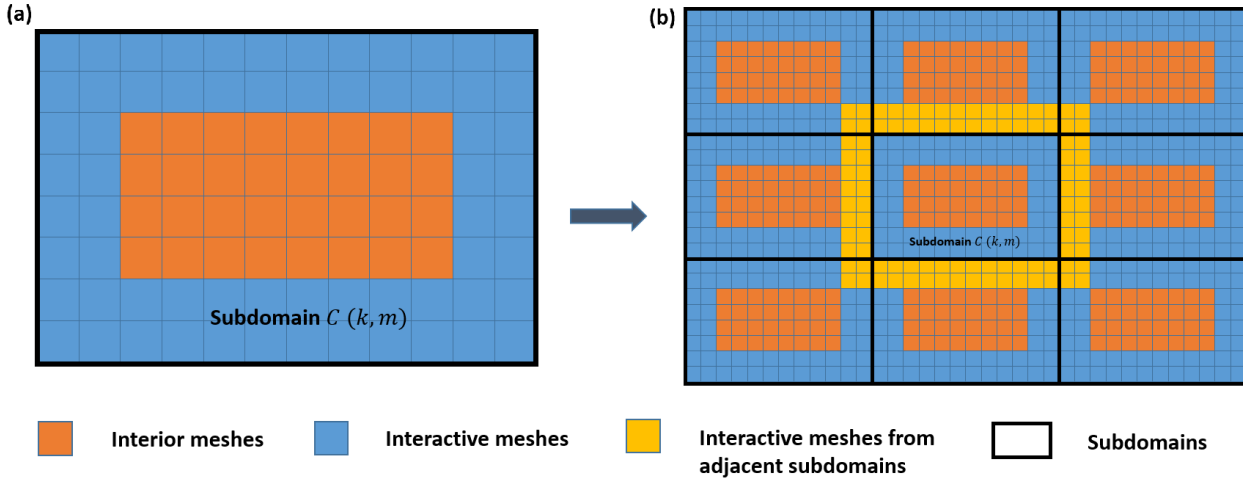 (a)
(b)
Subdomain C (k, m)
Subdomain C (k, m)
Interior meshes
Interactive meshes
Interactive meshes from
adjacent subdomains
Subdomains